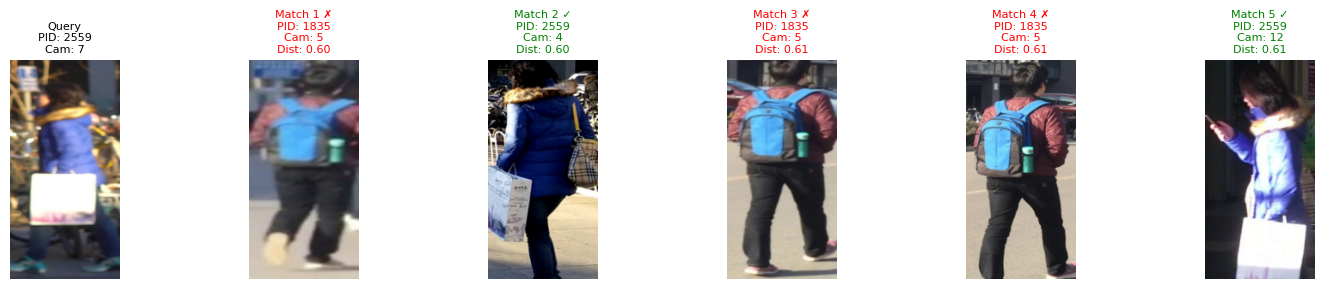 Query
PID: 2559
Cam: 7
Match 1 ✗
PID: 1835
Cam: 5
Dist: 0.60
Match 2 ✓
PID: 2559
Cam: 4
Dist: 0.60
Match 3 ✗
PID: 1835
Cam: 5
Dist: 0.61
Match 4 ✗
PID: 1835
Cam: 5
Dist: 0.61
Match 5 ✓
PID: 2559
Cam: 12
Dist: 0.61